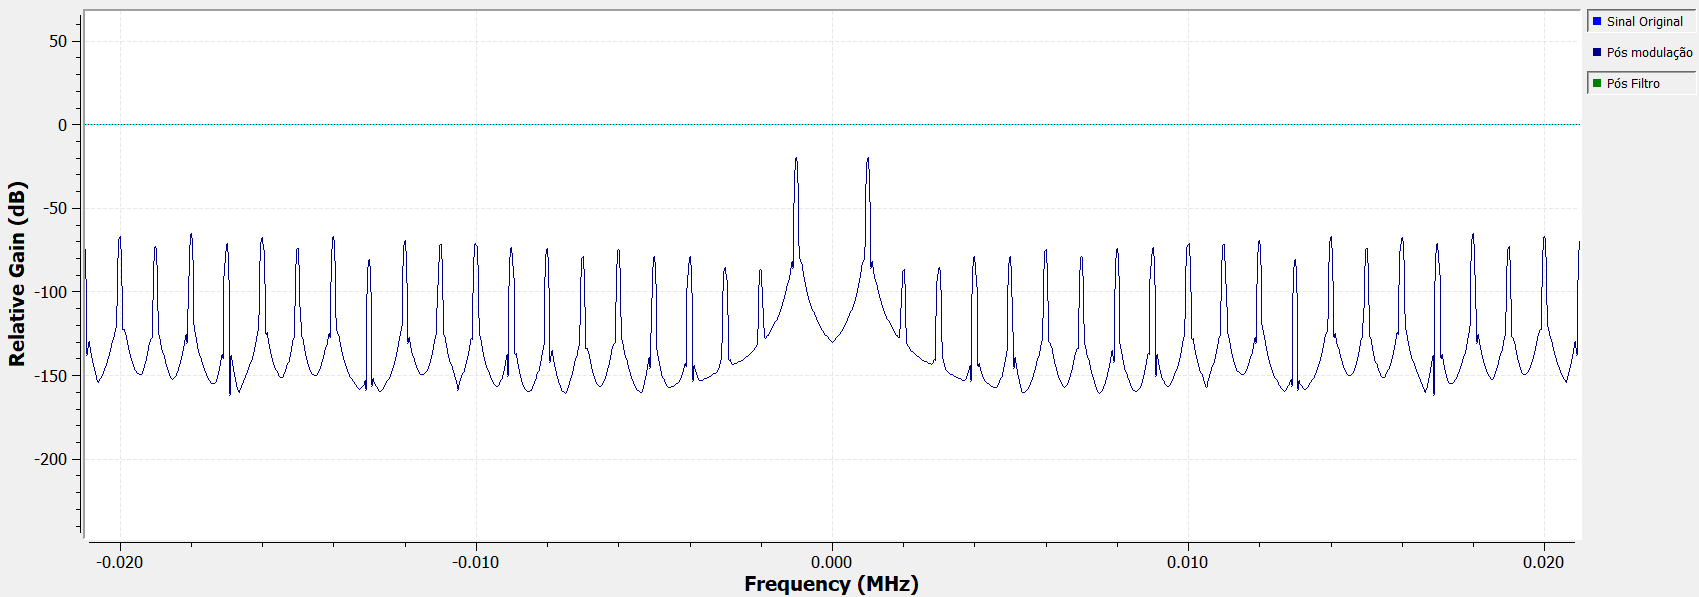 Sinal Original
Pós modulação
Pós Filtro
50
0
-50
-100
-150
-200
Relative Gain (dB)
-0.020
-0.010
0.000
0.010
0.020
Frequency (MHz)